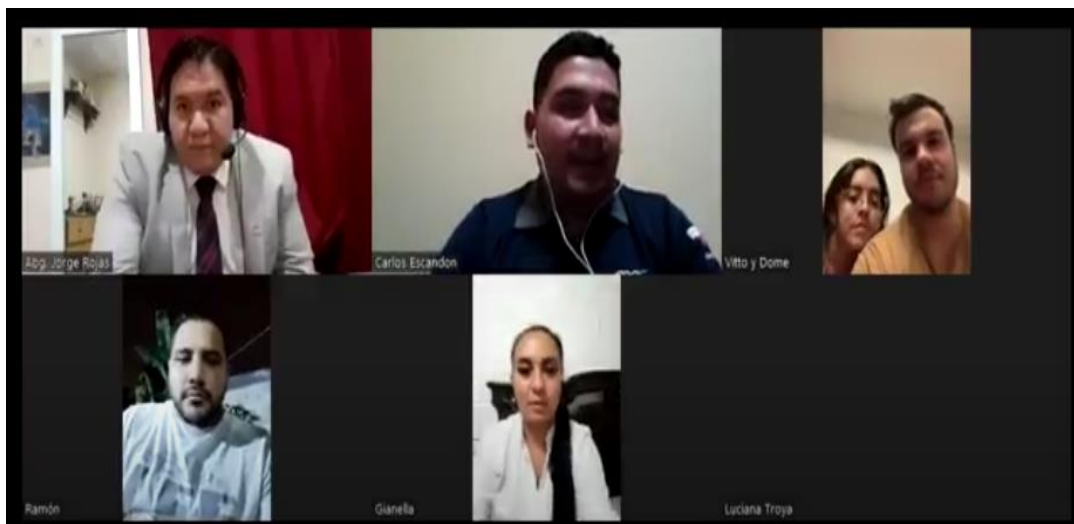 Abg. Jorge Rojas
Carlos Escandon
Vitto y Dome
Ramón
Gianella
Luciana Troya